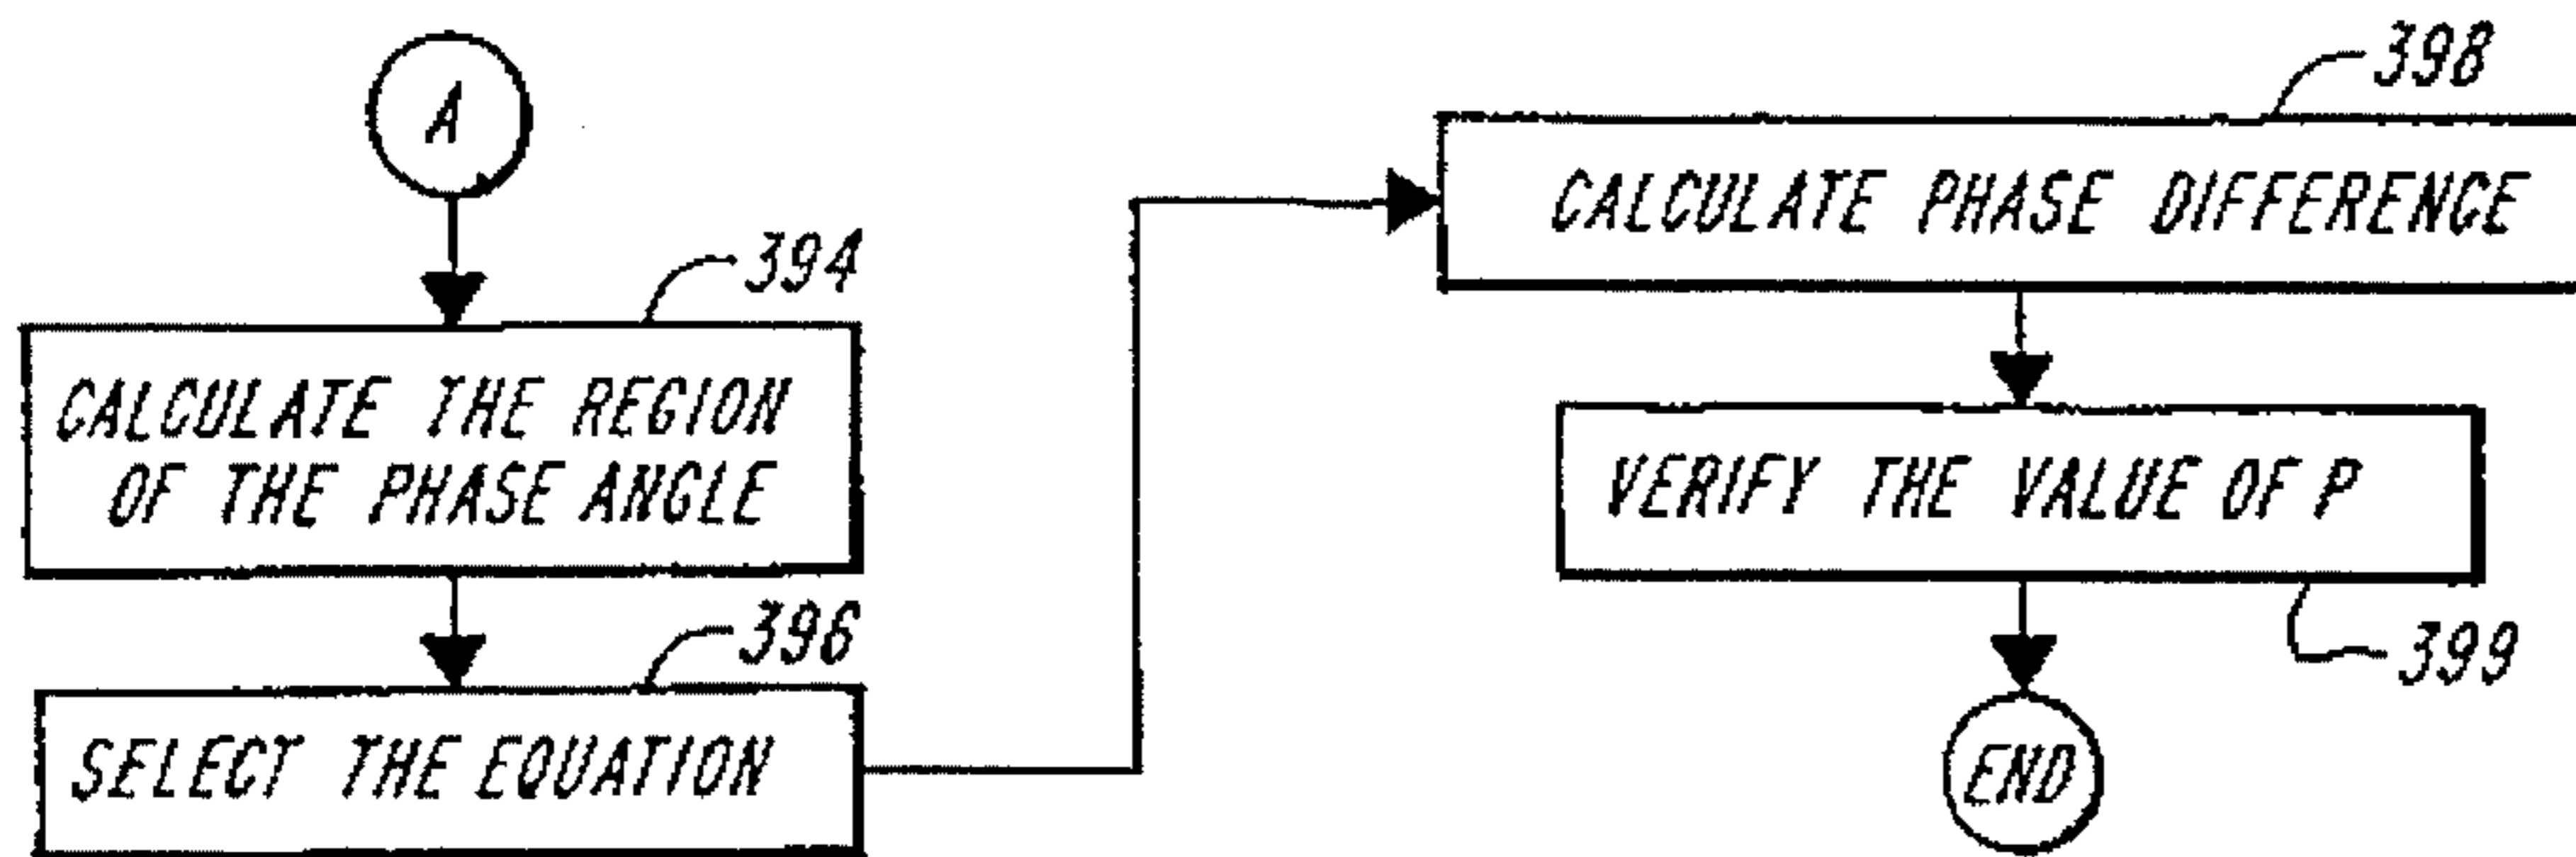 A
394
CALCULATE THE REGION
OF THE PHASE ANGLE
396
SELECT THE EQUATION
398
CALCULATE PHASE DIFFERENCE
VERIFY THE VALUE OF P
399
END